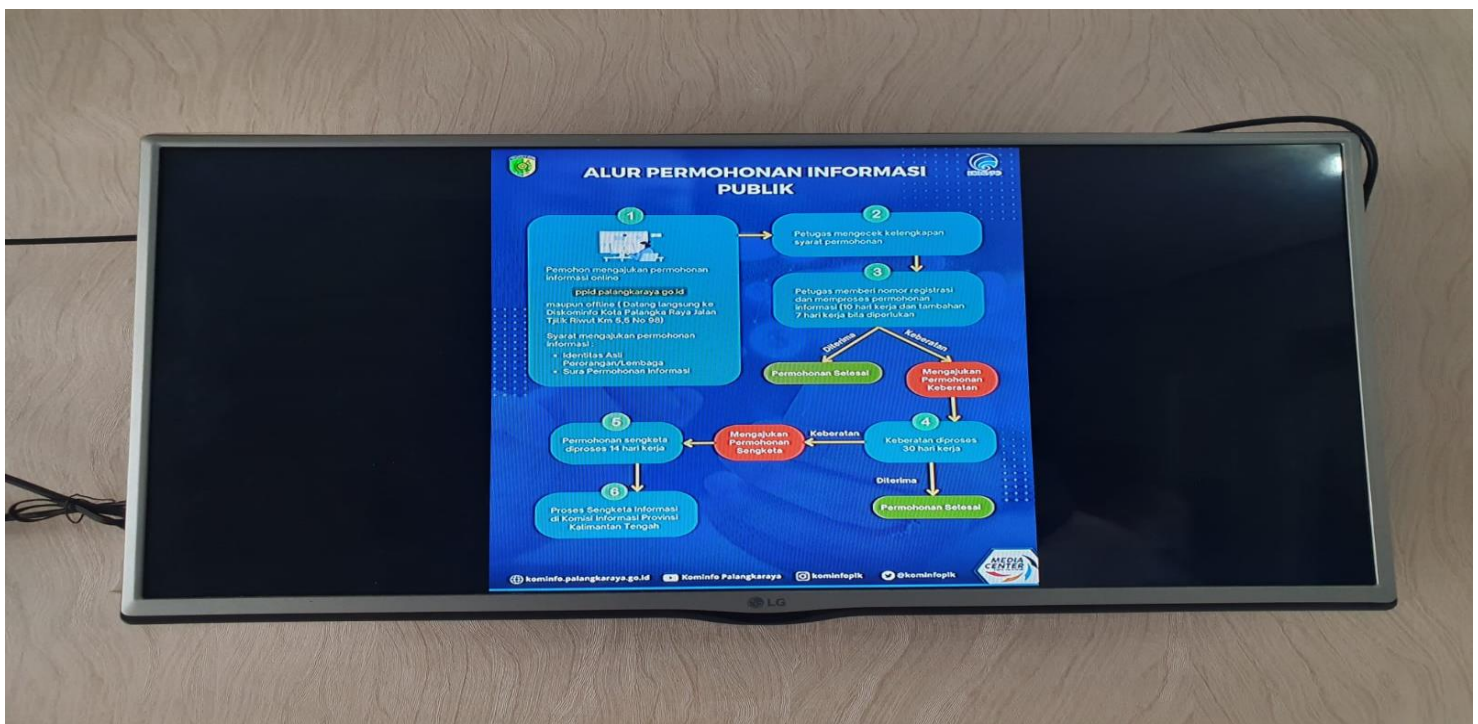 ALUR PERMOHONAN INFORMASI
PUBLIK
1
Pemohon mengajukan permohonan
informasi online
ppid.palangkaraya.go.id
maupun offline ( Datang langsung ke
Diskominfo Kota Palangka Raya Jalan
Tjilik Riwut Km 5,5 No 98)
Syarat mengajukan permohonan
informasi :
• Identitas Asli
Perorangan/Lembaga
• Sura Permohonan Informasi
2
Petugas mengecek kelengkapan
syarat permohonan
3
Petugas memberi nomor registrasi
dan memproses permohonan
informasi (10 hari kerja dan tambahan
7 hari kerja bila diperlukan
Diterima
Keberatan
Permohonan Selesai
Mengajukan
Permohonan
Keberatan
4
Keberatan diproses
30 hari kerja
Keberatan
Mengajukan
Permohonan
Sengketa
Diterima
Permohonan Selesai
5
Permohonan sengketa
diproses 14 hari kerja
6
Proses Sengketa Informasi
di Komisi Informasi Provinsi
Kalimantan Tengah
kominfo.palangkaraya.go.id
Kominfo Palangkaraya
kominfoplk
@kominfoplk
MEDIA
CENTER
LG